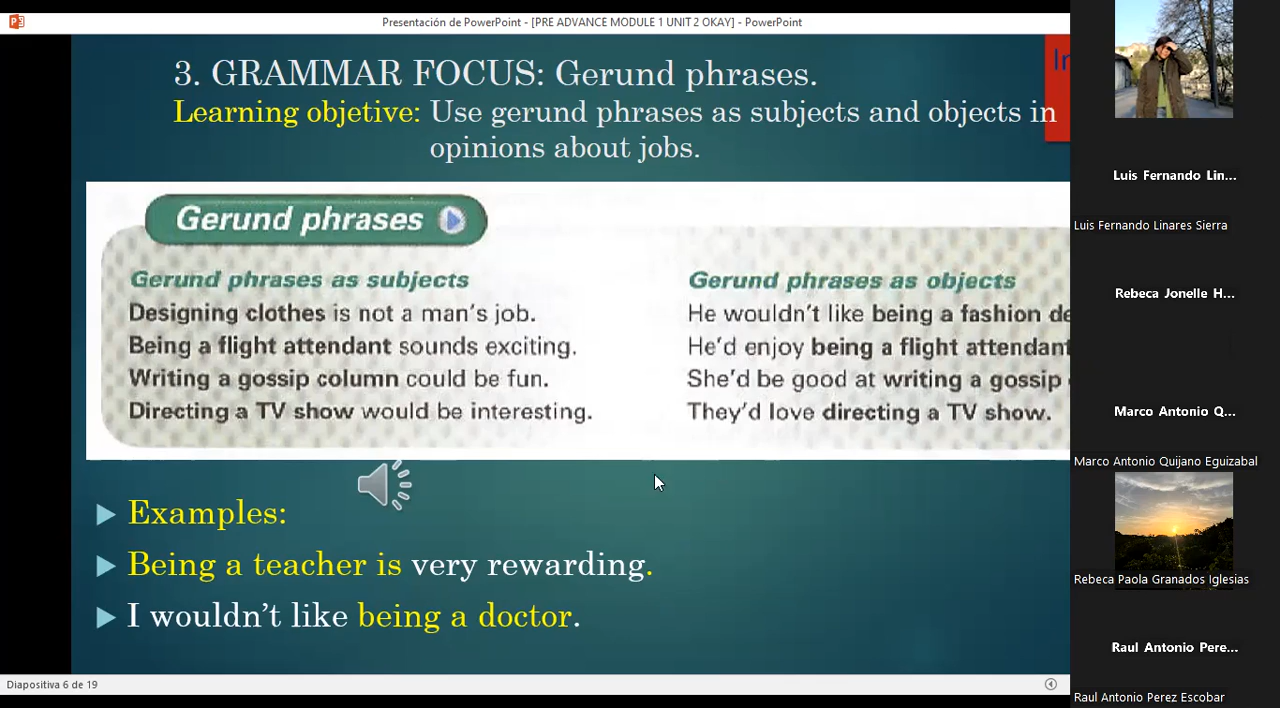 Presentación de PowerPoint - [PRE ADVANCE MODULE 1 UNIT 2 OKAY] - PowerPoint
3. GRAMMAR FOCUS: Gerund phrases.
Learning objetive: Use gerund phrases as subjects and objects in
opinions about jobs.
Gerund phrases
Gerund phrases as subjects
Designing clothes is not a man's job.
Being a flight attendant sounds exciting.
Writing a gossip column could be fun.
Directing a TV show would be interesting.
Gerund phrases as objects
He wouldn't like being a fashion de
He'd enjoy being a flight attendant
She'd be good at writing a gossip
They'd love directing a TV show.
Examples:
Being a teacher is very rewarding.
I wouldn't like being a doctor.
Diapositiva 6 de 19
Luis Fernando Lin...
Luis Fernando Linares Sierra
Rebeca Jonelle H...
Marco Antonio Q...
Marco Antonio Quijano Eguizabal
Rebeca Paola Granados Iglesias
Raul Antonio Pere...
Raul Antonio Perez Escobar